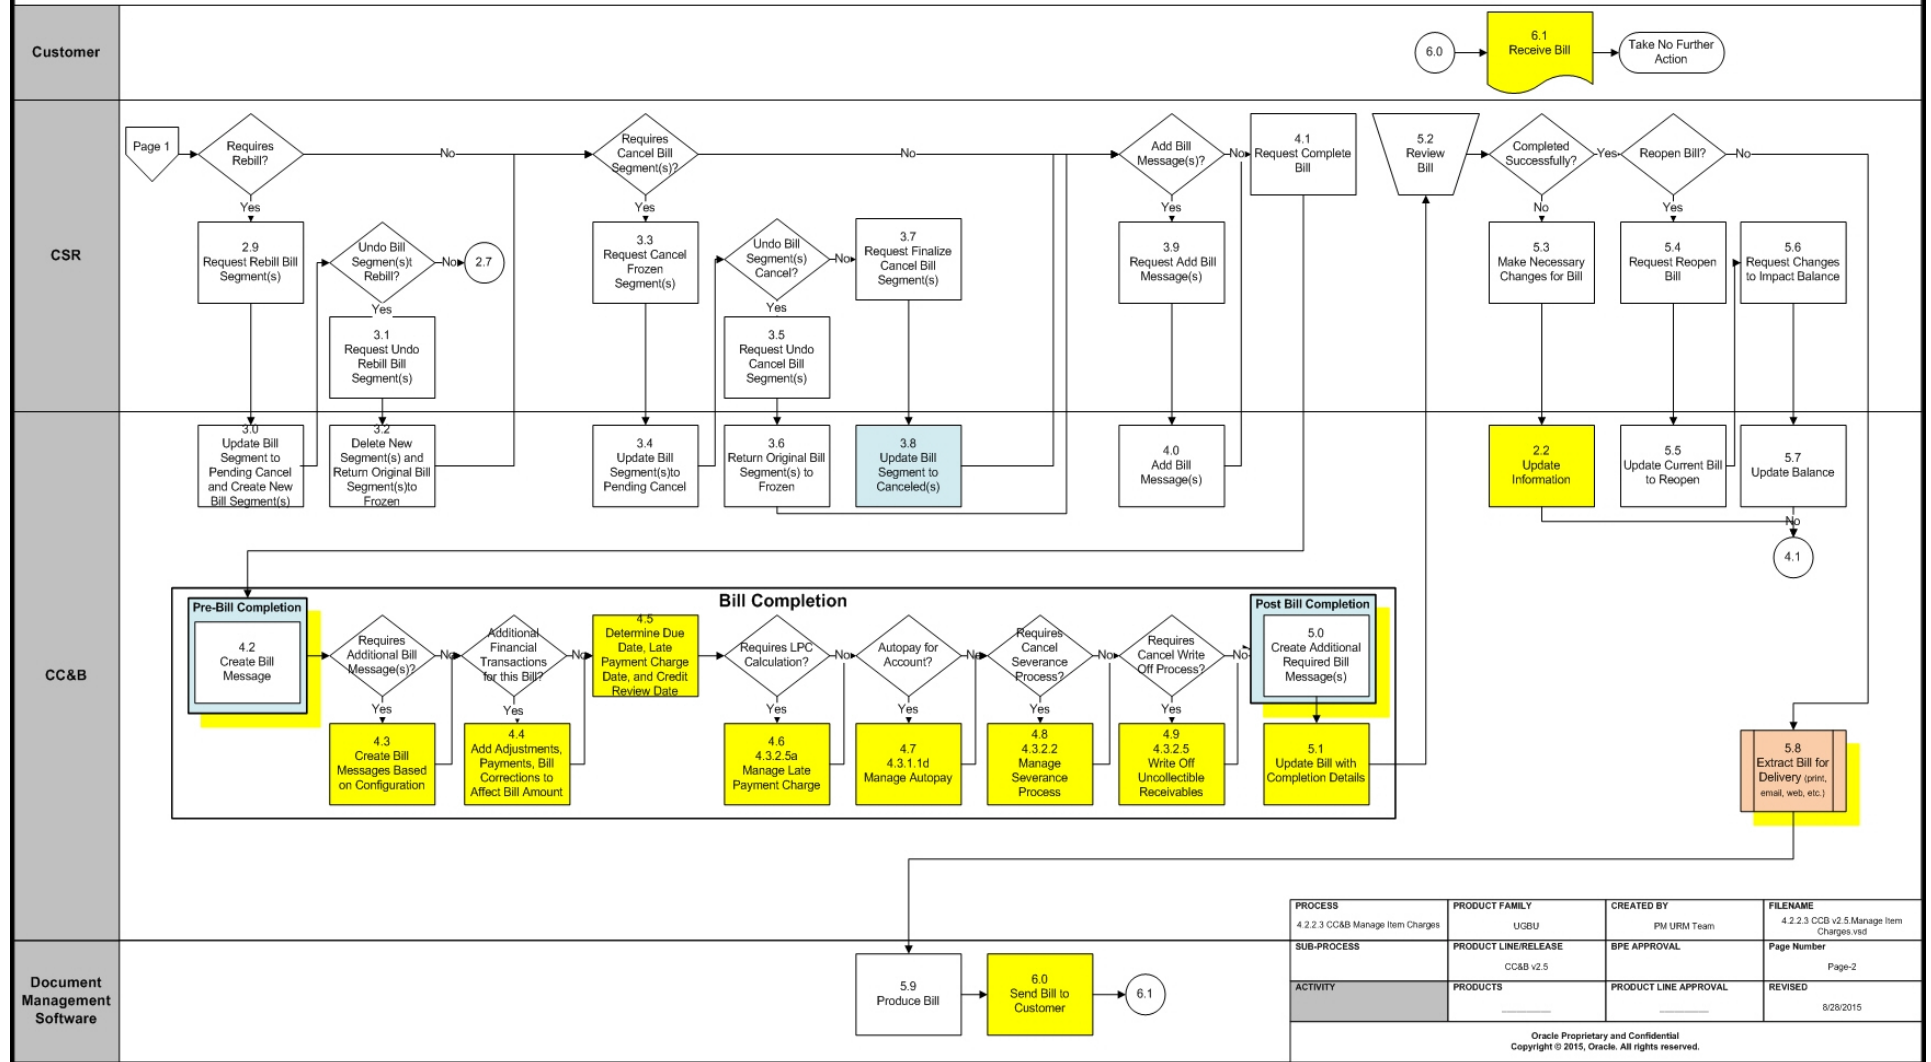 Customer
6.0
6.1
Receive Bill
Take No Further
Action
CSR
Page 1
Requires
Rebill?
No
Yes
2.9
Request Rebill Bill
Segment(s)
Undo Bill
Segmen(s)t
Rebill?
No
2.7
Yes
3.1
Request Undo
Rebill Bill
Segment(s)
Requires
Cancel Bill
Segment(s)?
No
Yes
3.3
Request Cancel
Frozen
Segment(s)
Undo Bill
Segment(s)
Cancel?
No
Yes
3.5
Request Undo
Cancel Bill
Segment(s)
3.7
Request Finalize
Cancel Bill
Segment(s)
Add Bill
Message(s)?
No
Yes
3.9
Request Add Bill
Message(s)
4.1
Request Complete
Bill
5.2
Review
Bill
Completed
Successfully?
Yes
No
5.3
Make Necessary
Changes for Bill
Reopen Bill?
No
Yes
5.4
Request Reopen
Bill
5.6
Request Changes
to Impact Balance
CC&B
3.0
Update Bill
Segment to
Pending Cancel
and Create New
Bill Segment(s)
3.2
Delete New
Segment(s) and
Return Original Bill
Segment(s)to
Frozen
3.4
Update Bill
Segment(s)to
Pending Cancel
3.6
Return Original Bill
Segment(s) to
Frozen
3.8
Update Bill
Segment to
Canceled(s)
4.0
Add Bill
Message(s)
2.2
Update
Information
5.5
Update Current Bill
to Reopen
5.7
Update Balance
No
4.1
Bill Completion
Pre-Bill Completion
4.2
Create Bill
Message
Requires
Additional Bill
Message(s)?
No
Yes
4.3
Create Bill
Messages Based
on Configuration
Additional
Financial
Transactions
for this Bill?
No
Yes
4.4
Add Adjustments,
Payments, Bill
Corrections to
Affect Bill Amount
4.5
Determine Due
Date, Late
Payment Charge
Date, and Credit
Review Date
Requires LPC
Calculation?
No
Yes
4.6
4.3.2.5a
Manage Late
Payment Charge
Autopay for
Account?
No
Yes
4.7
4.3.1.1d
Manage Autopay
Requires
Cancel
Severance
Process?
No
Yes
4.8
4.3.2.2
Manage
Severance
Process
Requires
Cancel Write
Off Process?
No
Yes
4.9
4.3.2.5
Write Off
Uncollectible
Receivables
Post Bill Completion
5.0
Create Additional
Required Bill
Message(s)
5.1
Update Bill with
Completion Details
5.8
Extract Bill for
Delivery (print,
email, web, etc.)
Document
Management
Software
5.9
Produce Bill
6.0
Send Bill to
Customer
6.1
PROCESS
4.2.2.3 CC&B Manage Item Charges
PRODUCT FAMILY
UGBU
CREATED BY
PM URM Team
FILENAME
4.2.2.3 CCB v2.5.Manage Item
Charges.vsd
SUB-PROCESS
PRODUCT LINE/RELEASE
CC&B v2.5
BPE APPROVAL
Page Number
Page-2
ACTIVITY
PRODUCTS
PRODUCT LINE APPROVAL
REVISED
8/28/2015
Oracle Proprietary and Confidential
Copyright © 2015, Oracle. All rights reserved.